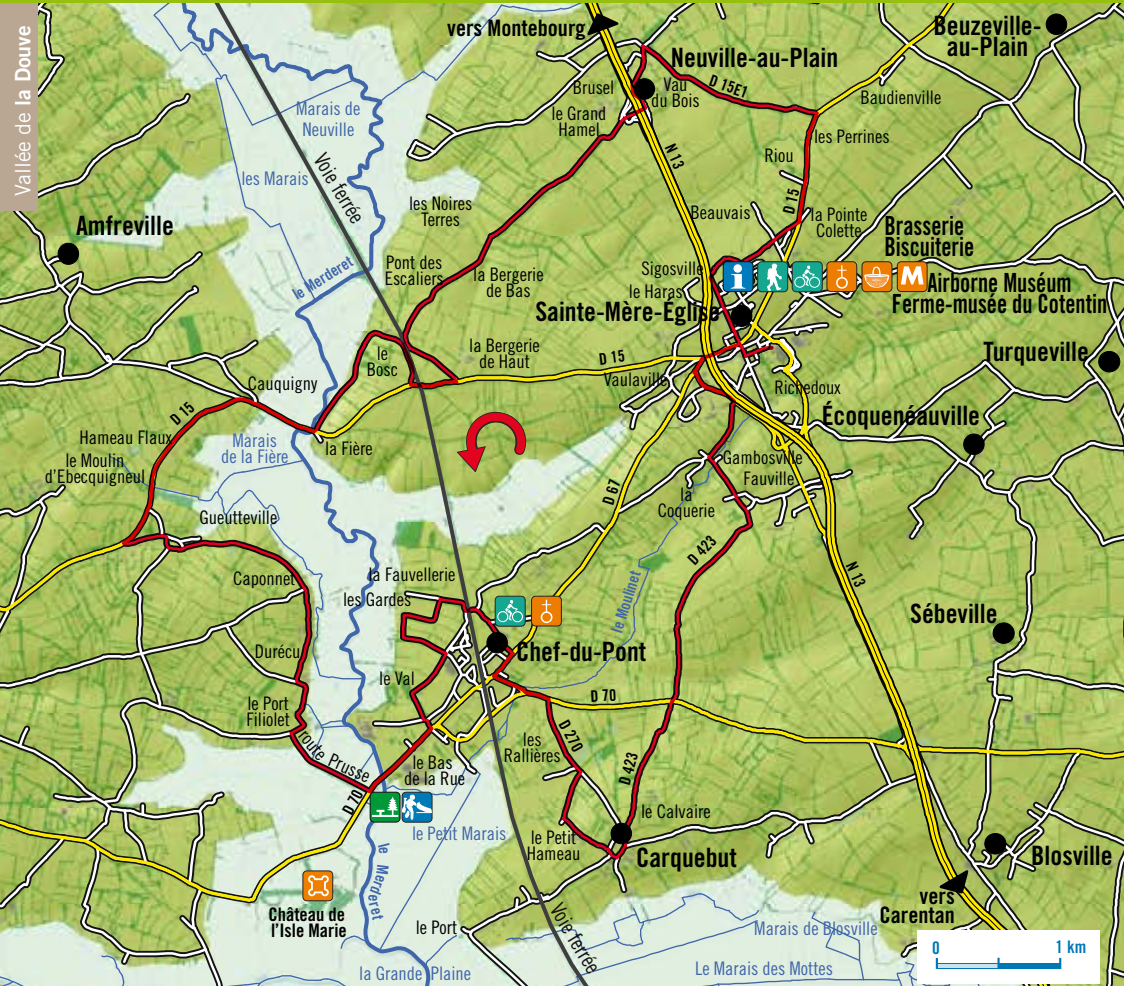 Vallée de la Douve
vers Montebourg
Beuzeville-
au-Plain
Neuville-au-Plain
Brusel
Vau
du Bois
D 15E1
Baudienville
Marais de
Neuville
le Grand
Hamel
les Perrines
N 13
Riou
Voie ferrée
les Marais
D 15
Amfreville
les Noires
Terres
Beauvais
la Pointe
Colette
Brasserie
Biscuiterie
le Merderet
Pont des
Escaliers
la Bergerie
de Bas
Sigosville
i
M
Airborne Muséum
Ferme-musée du Cotentin
le Haras
Sainte-Mère-Église
la Bergerie
de Haut
le
Bosc
D 15
Turqueville
Cauquigny
Vaulaville
Richedoux
D 15
Écoquenéauville
Hameau Flaux
Marais
de la Fière
la Fière
le Moulin
d'Ebecquigneul
Gambosville
Fauville
D 67
la
Coquerie
Gueutteville
D 423
N 13
Caponnet
la Fauvellerie
les Gardes
le Moulinet
Sébeville
Chef-du-Pont
Durécu
le Val
D 70
le Port
Filiolet
route Prusse
D 270
les
Rallières
le Bas
de la Rue
D 423
D 70
le Petit Marais
le Calvaire
le Petit
Hameau
Carquebut
Blosville
le Merderet
Château de
l'Isle Marie
vers
Carentan
le Port
Voie ferrée
Marais de Blosville
0 1 km
la Grande Plaine
Le Marais des Mottes